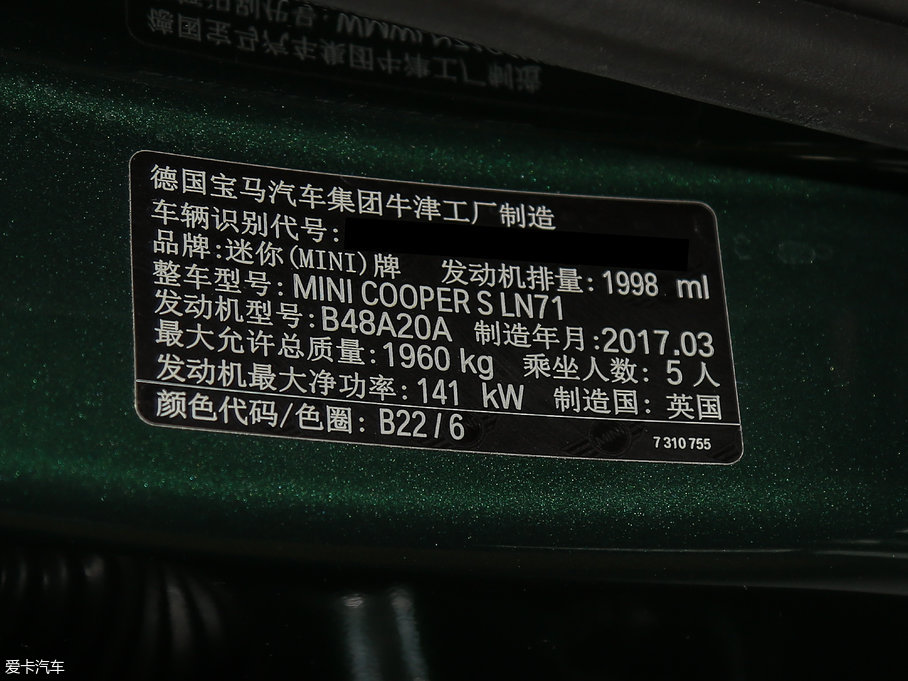 德国宝马汽车集团牛津工厂制造
车辆识别代号:
品牌:迷你(MINI)牌 发动机排量:1998 ml
整车型号: MINI COOPER S LN71
发动机型号:B48A20A 制造年月:2017.03
最大允许总质量:1960 kg 乘坐人数: 5 人
发动机最大净功率: 141 kW 制造国: 英国
颜色代码/色圈: B22 / 6
7 310 755
爱卡汽车